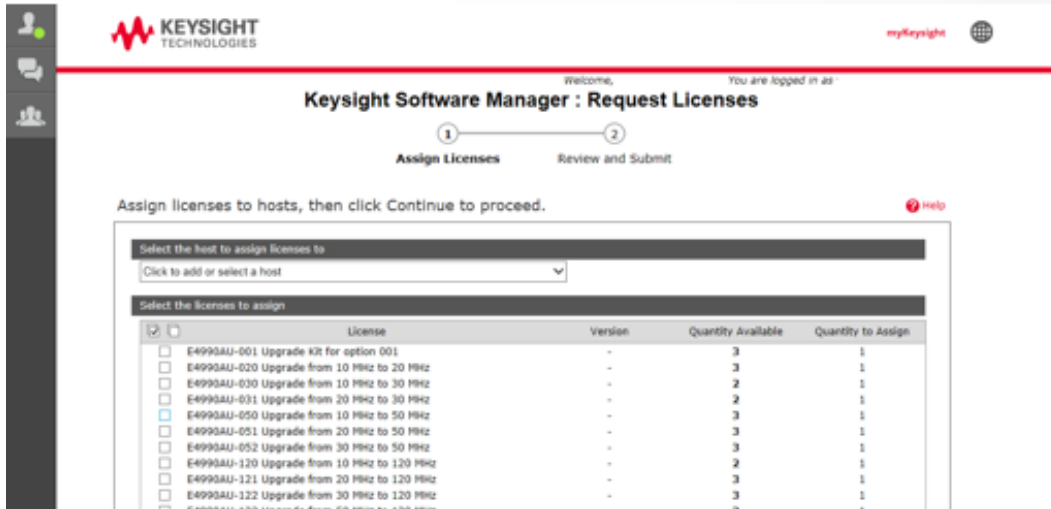 KEYSIGHT
TECHNOLOGIES
myKeysight
Welcome, You are logged in as
Keysight Software Manager : Request Licenses
1 2
Assign Licenses Review and Submit
Assign licenses to hosts, then click Continue to proceed.
? Help
Select the host to assign licenses to
Click to add or select a host
Select the licenses to assign
License Version Quantity Available Quantity to Assign
E4990AU-001 Upgrade Kit for option 001 - 3 1
E4990AU-020 Upgrade from 10 MHz to 20 MHz - 3 1
E4990AU-030 Upgrade from 10 MHz to 30 MHz - 2 1
E4990AU-031 Upgrade from 20 MHz to 30 MHz - 2 1
E4990AU-050 Upgrade from 10 MHz to 50 MHz - 3 1
E4990AU-051 Upgrade from 20 MHz to 50 MHz - 3 1
E4990AU-052 Upgrade from 30 MHz to 50 MHz - 3 1
E4990AU-120 Upgrade from 10 MHz to 120 MHz - 2 1
E4990AU-121 Upgrade from 20 MHz to 120 MHz - 3 1
E4990AU-122 Upgrade from 30 MHz to 120 MHz - 3 1